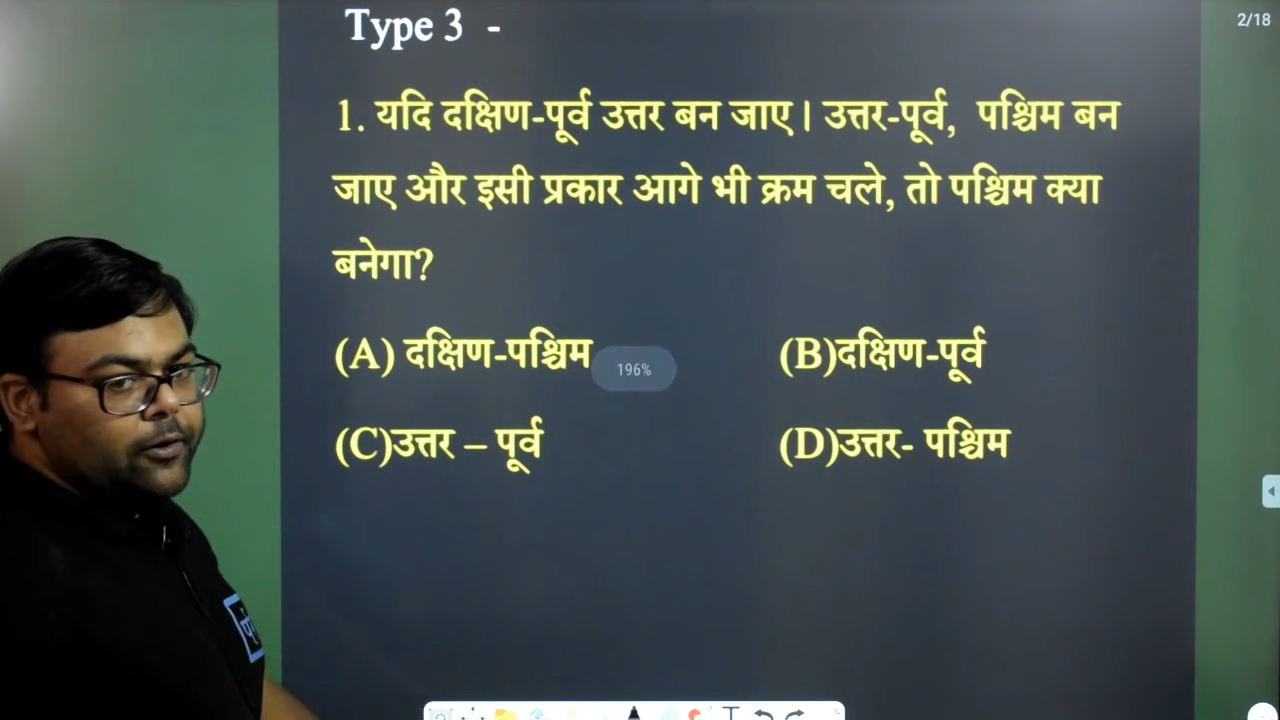 Type 3 -
2/18
1. यदि दक्षिण-पूर्व उत्तर बन जाए। उत्तर-पूर्व, पश्चिम बन
जाए और इसी प्रकार आगे भी क्रम चले, तो पश्चिम क्या
बनेगा?
(A) दक्षिण-पश्चिम
(B)दक्षिण-पूर्व
196%
(C)उत्तर – पूर्व
(D)उत्तर- पश्चिम